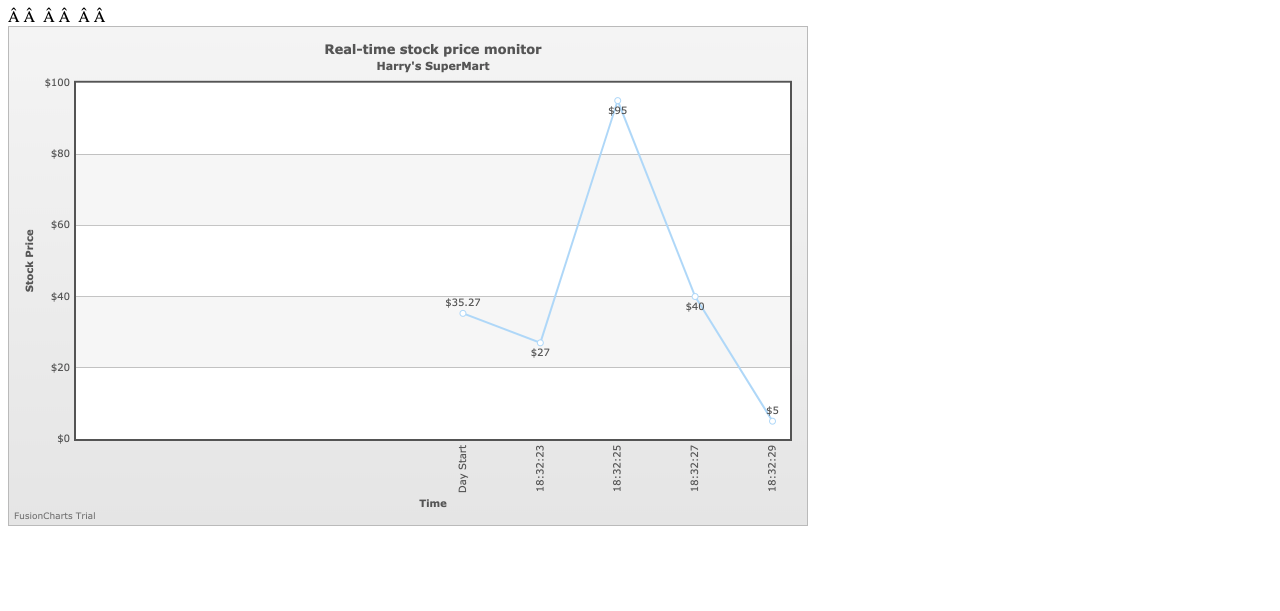 Â Â  Â Â  Â Â
Real-time stock price monitor
Harry's SuperMart
$100
$80
$60
$40
$20
$0
Stock Price
$35.27
$27
$95
$40
$5
Day Start
18:32:23
18:32:25
18:32:27
18:32:29
Time
FusionCharts Trial